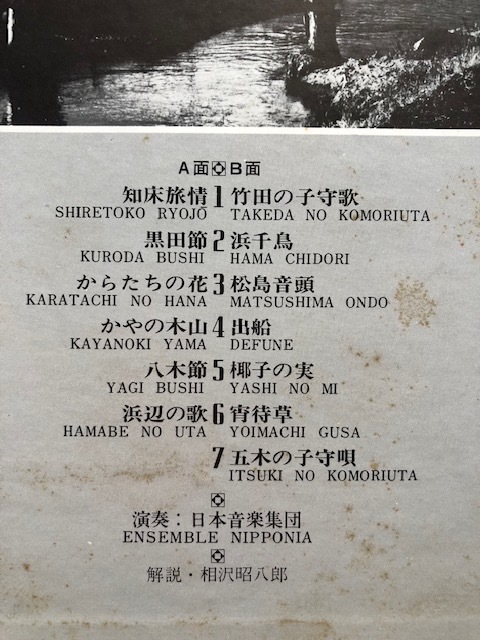 A面 B面
知床旅情 1 竹田の子守歌
SHIRETOKO RYOJO TAKEDA NO KOMORIUTA
黒田節 2 浜千鳥
KURODA BUSHI HAMA CHIDORI
からたちの花 3 松島音頭
KARATACHI NO HANA MATSUSHIMA ONDO
かやの木山 4 出船
KAYANOKI YAMA DEFUNE
八木節 5 椰子の実
YAGI BUSHI YASHI NO MI
浜辺の歌 6 宵待草
HAMABE NO UTA YOIMACHI GUSA
7 五木の子守唄
ITSUKI NO KOMORIUTA
演奏：日本音楽集団
ENSEMBLE NIPPONIA
解説・相沢昭八郎